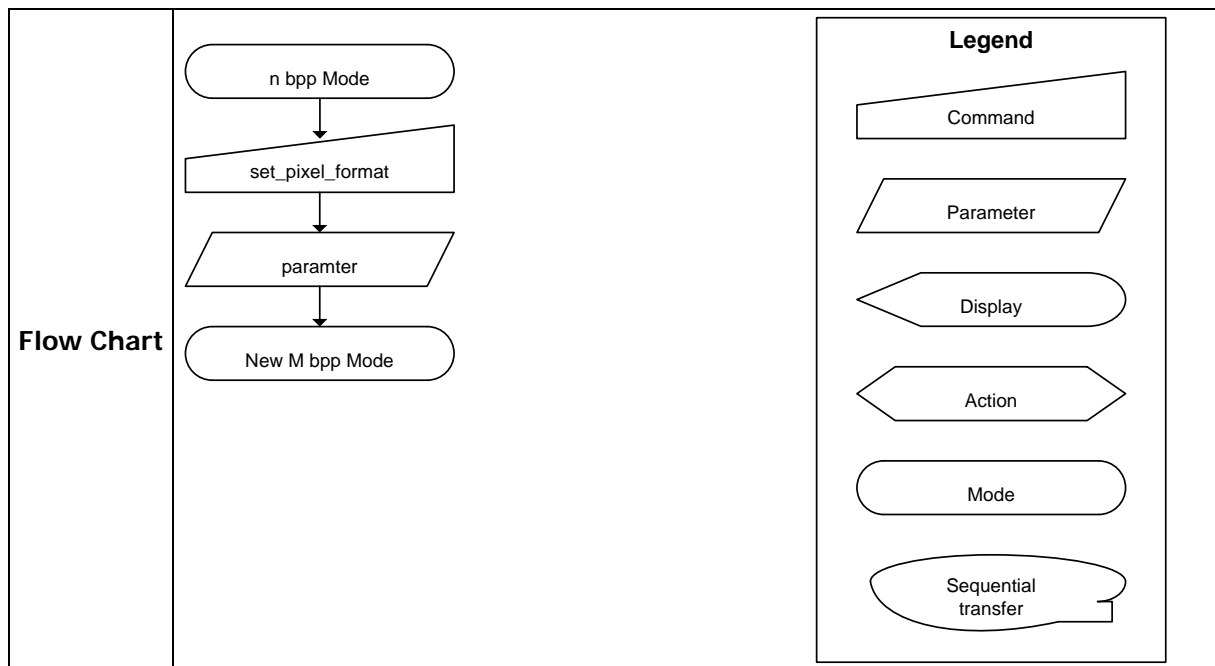 Flow Chart
n bpp Mode
set_pixel_format
paramter
New M bpp Mode
Legend
Command
Parameter
Display
Action
Mode
Sequential
transfer